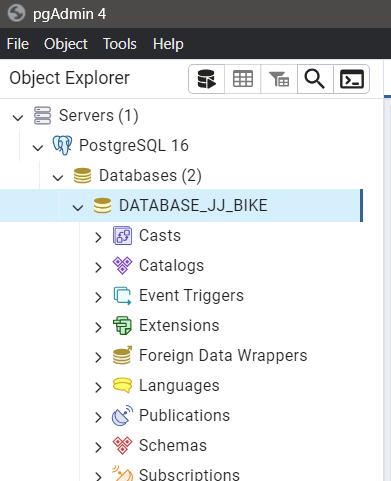 pgAdmin 4
File Object Tools Help
Object Explorer
Servers (1)
PostgreSQL 16
Databases (2)
DATABASE_JJ_BIKE
Casts
Catalogs
Event Triggers
Extensions
Foreign Data Wrappers
Languages
Publications
Schemas
Subscriptions